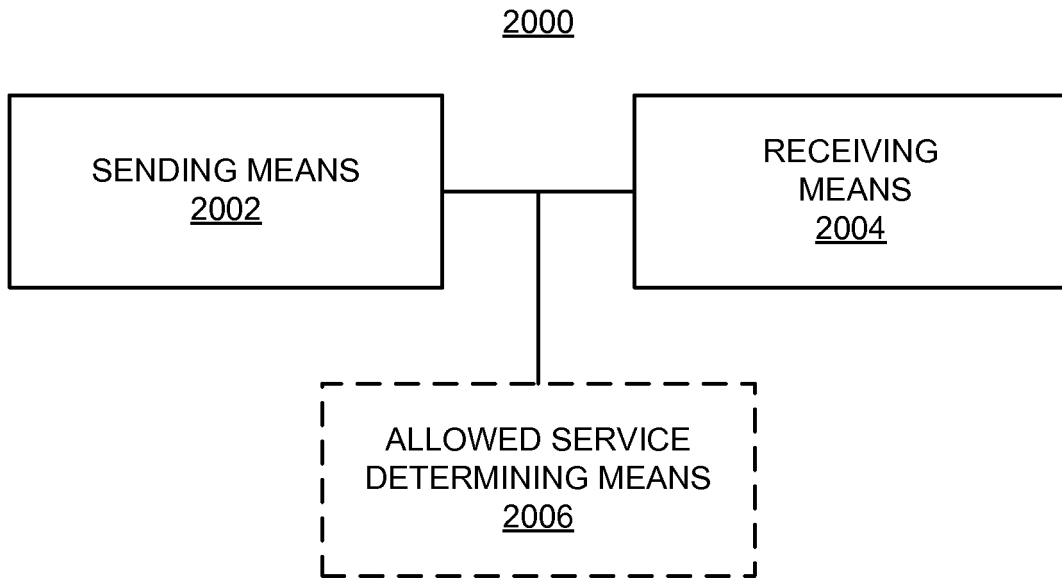 2000
SENDING MEANS
2002
RECEIVING
MEANS
2004
ALLOWED SERVICE
DETERMINING MEANS
2006